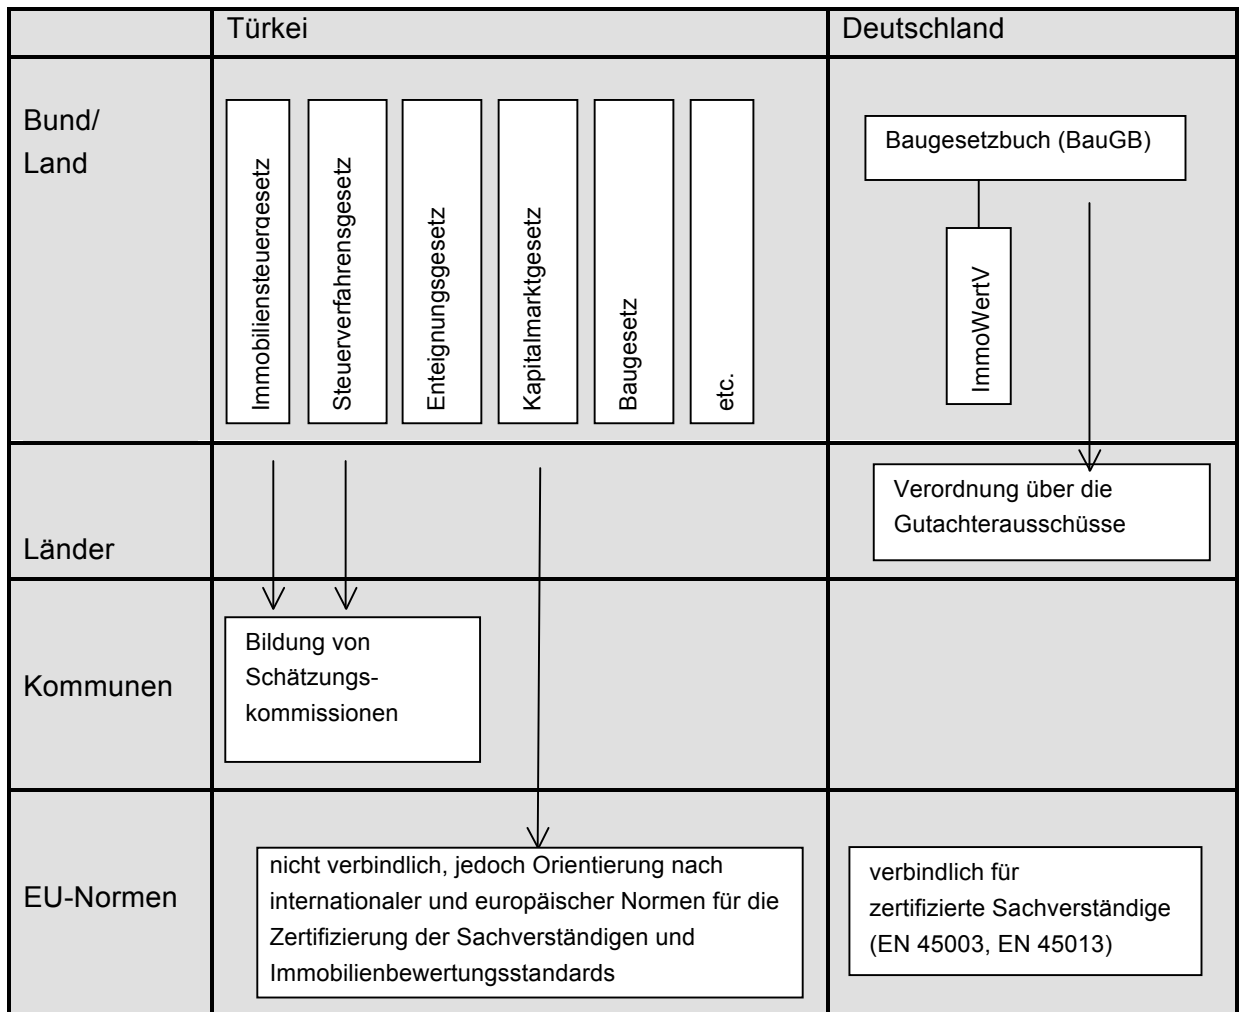 Türkei
Deutschland
Bund/
Land
Immobiliensteuergesetz
Steuerverfahrensgesetz
Enteignungsgesetz
Kapitalmarktgesetz
Baugesetz
etc.
Baugesetzbuch (BauGB)
ImmoWertV
Länder
Verordnung über die
Gutachterausschüsse
Kommunen
Bildung von
Schätzungs-
kommissionen
EU-Normen
nicht verbindlich, jedoch Orientierung nach
internationaler und europäischer Normen für die
Zertifizierung der Sachverständigen und
Immobilienbewertungsstandards
verbindlich für
zertifizierte Sachverständige
(EN 45003, EN 45013)